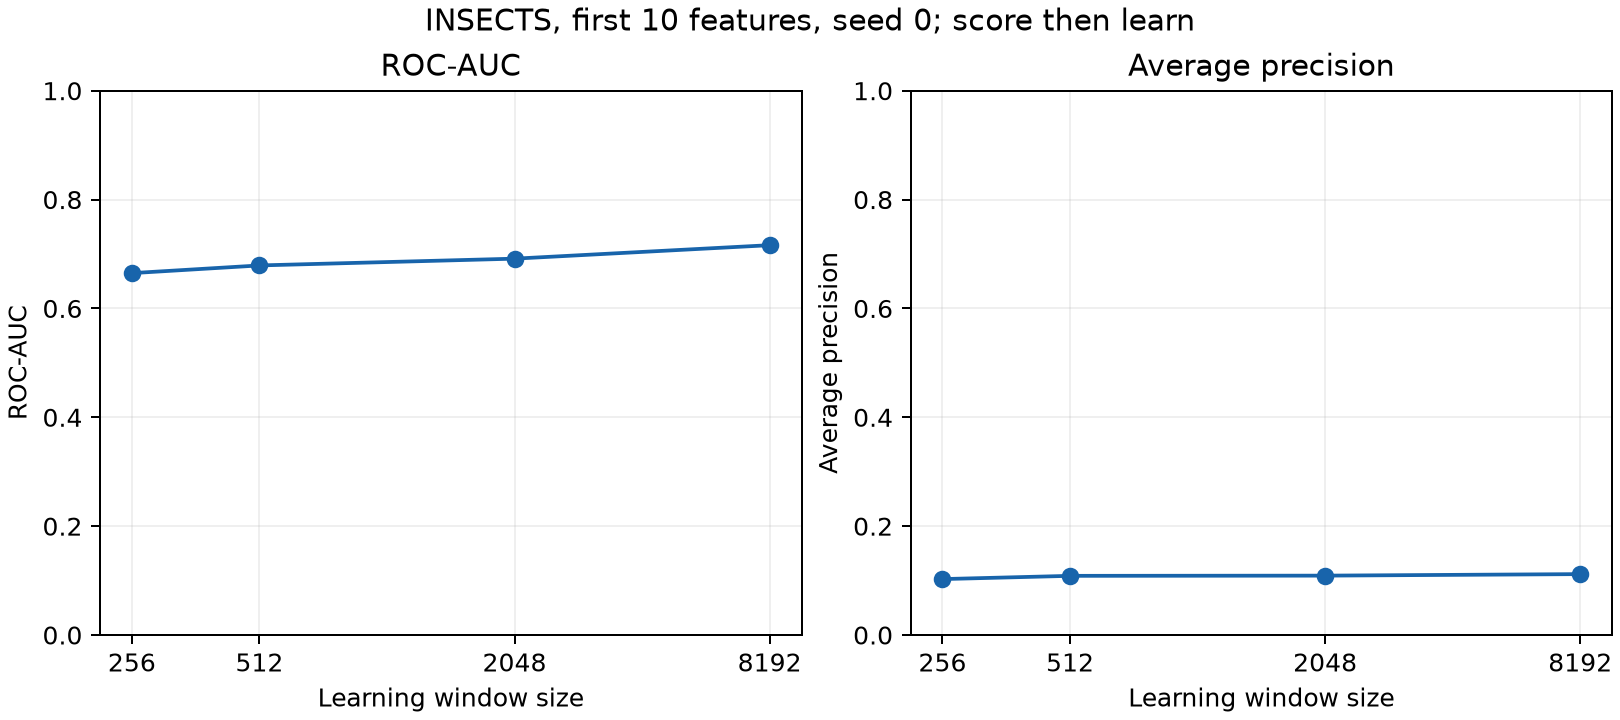 INSECTS, first 10 features, seed 0; score then learn
ROC-AUC
ROC-AUC
1.0
0.8
0.6
0.4
0.2
0.0
256 512 2048 8192
Learning window size
Average precision
Average precision
1.0
0.8
0.6
0.4
0.2
0.0
256 512 2048 8192
Learning window size